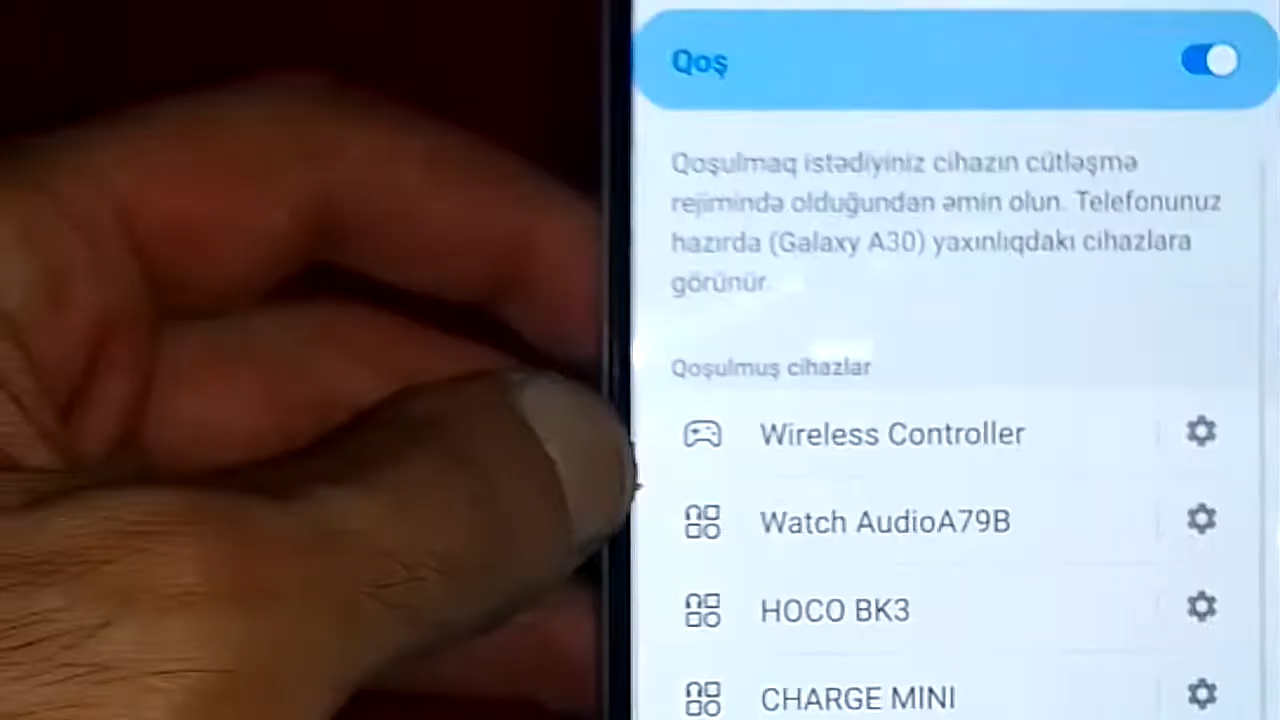 Qoş
Qoşulmaq istədiyiniz cihazın cütləşmə
rejimində olduğundan əmin olun. Telefonunuz
hazırda (Galaxy A30) yaxınlıqdakı cihazlara
görünür.
Qoşulmuş cihazlar
Wireless Controller
Watch AudioA79B
HOCO BK3
CHARGE MINI